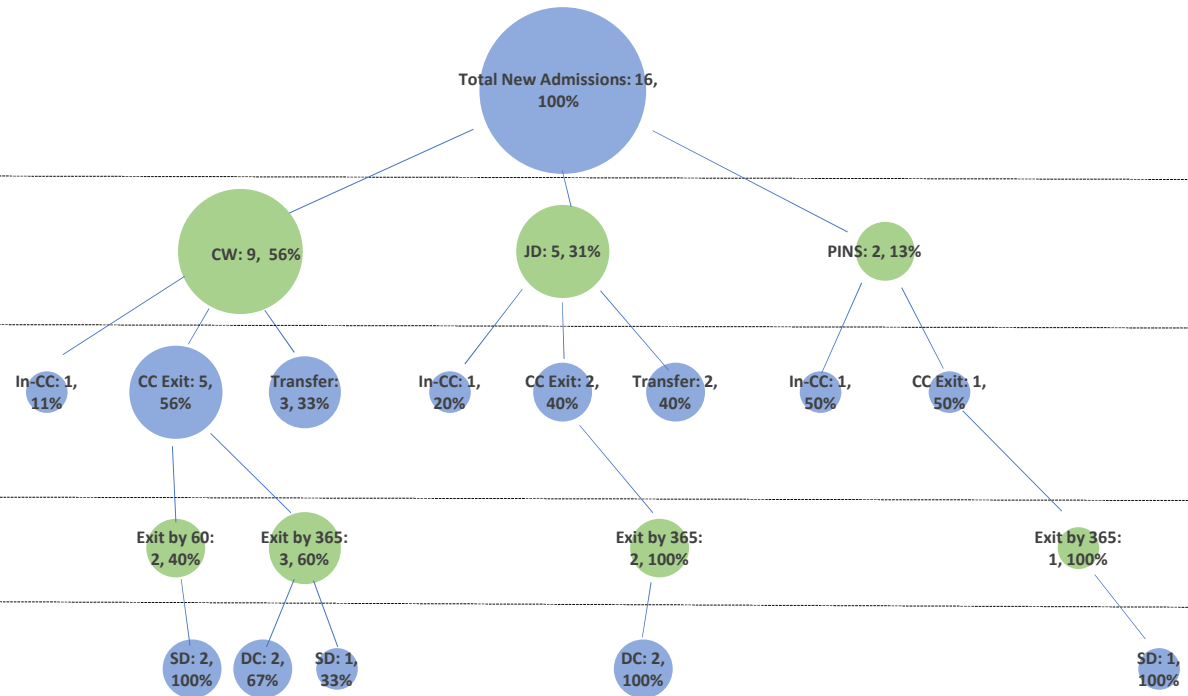 Total New Admissions: 16,
100%
CW: 9,  56%
JD: 5, 31%
PINS: 2, 13%
In-CC: 1,
11%
CC Exit: 5,
56%
Transfer:
3, 33%
In-CC: 1,
20%
CC Exit: 2,
40%
Transfer: 2,
40%
In-CC: 1,
50%
CC Exit: 1,
50%
Exit by 60:
2, 40%
Exit by 365:
3, 60%
Exit by 365:
2, 100%
Exit by 365:
1, 100%
SD: 2,
100%
DC: 2,
67%
SD: 1,
33%
DC: 2,
100%
SD: 1,
100%